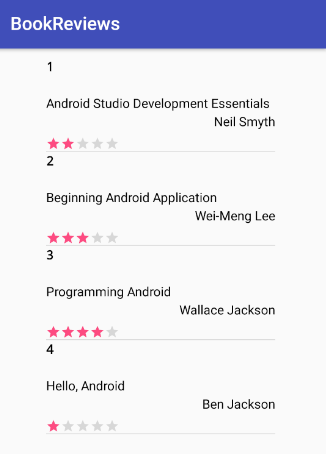 BookReviews
1
Android Studio Development Essentials
Neil Smyth
2
Beginning Android Application
Wei-Meng Lee
3
Programming Android
Wallace Jackson
4
Hello, Android
Ben Jackson